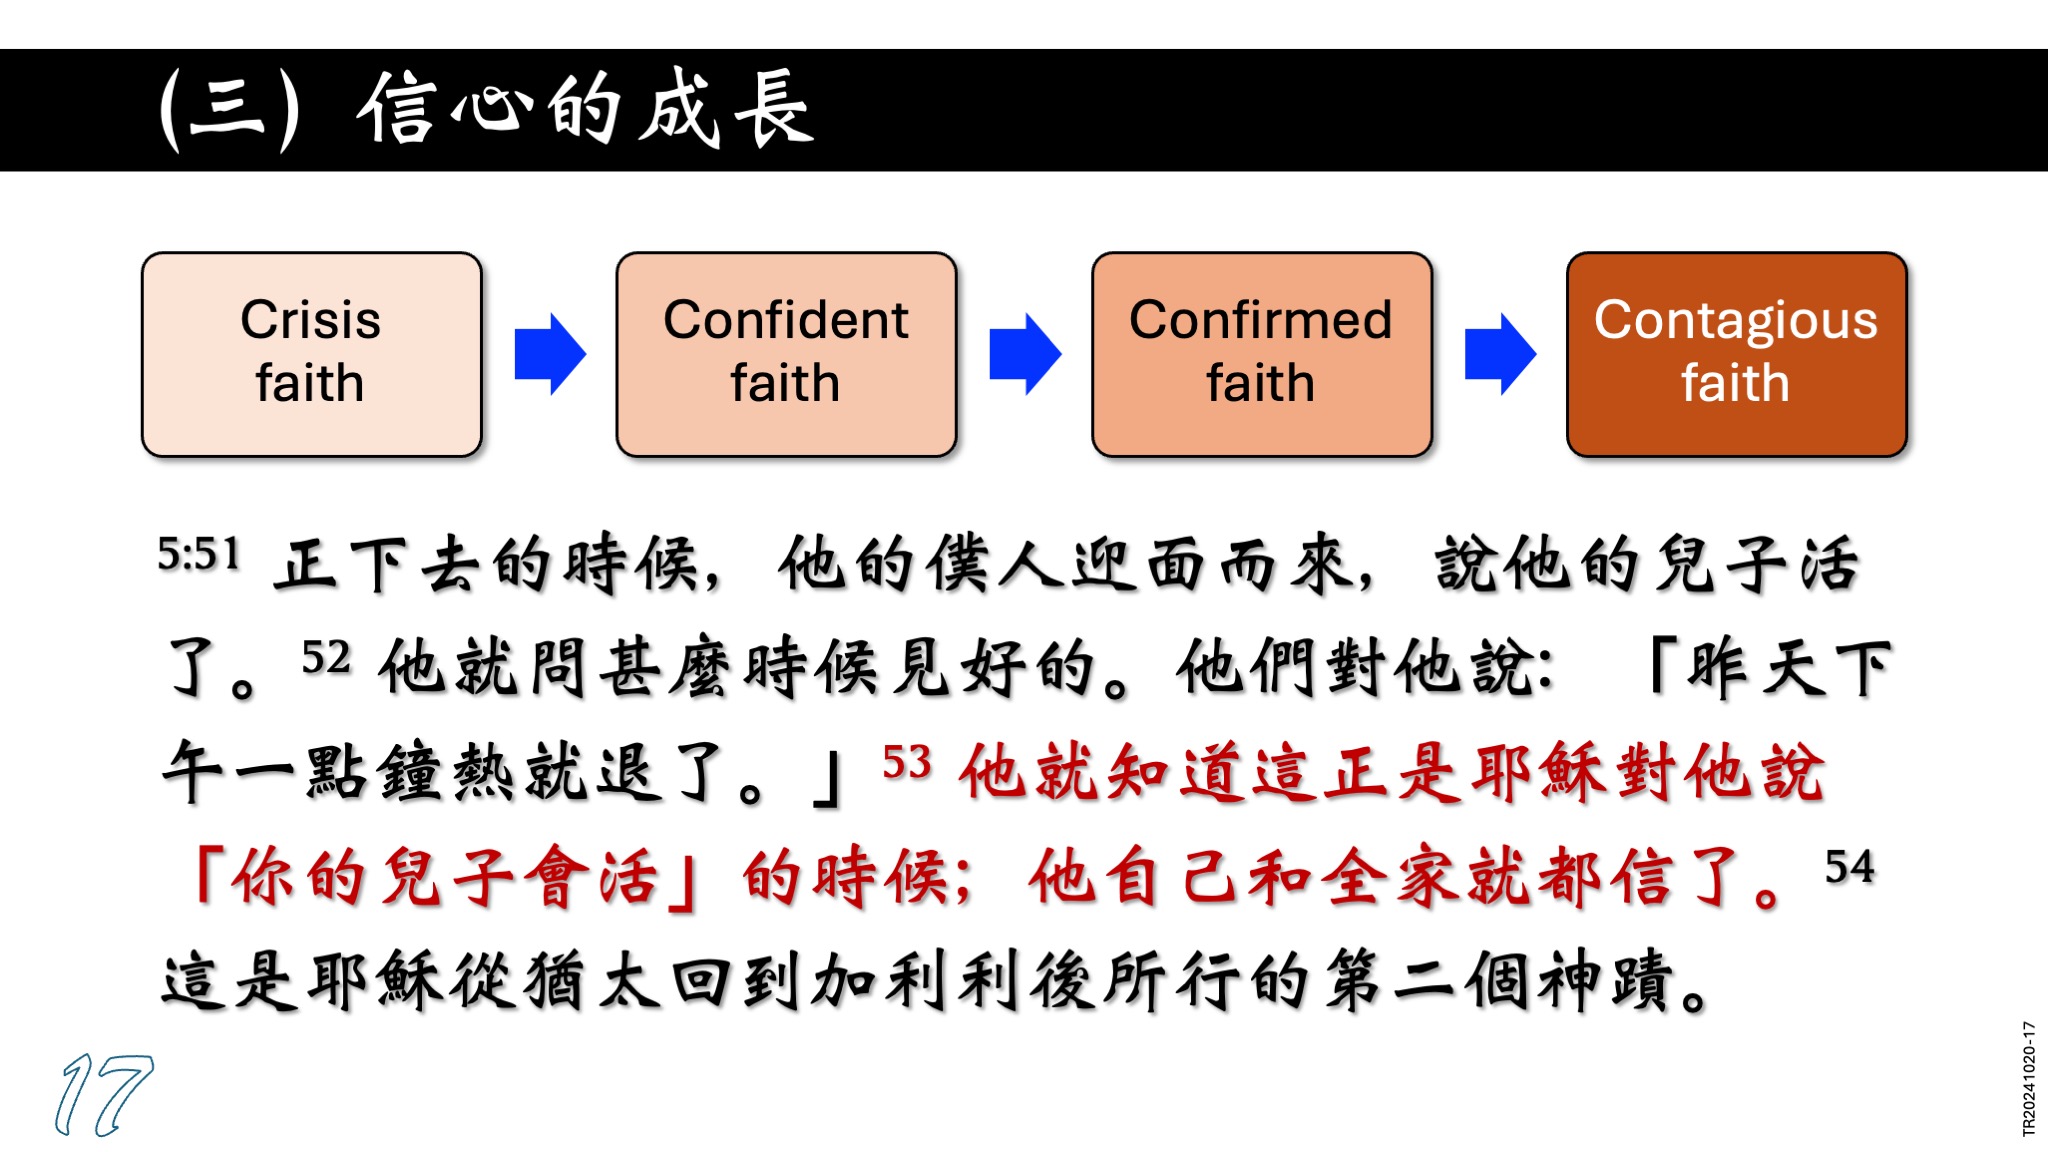 (三) 信心的成長
Crisis
faith
Confident
faith
Confirmed
faith
Contagious
faith
5:51 正下去的時候，他的僕人迎面而來，說他的兒子活
了。52 他就問甚麼時候見好的。他們對他說：「昨天下
午一點鐘熱就退了。」53 他就知道這正是耶穌對他說
「你的兒子會活」的時候；他自己和全家就都信了。54
這是耶穌從猶太回到加利利後所行的第二個神蹟。
17
TR20241020-17